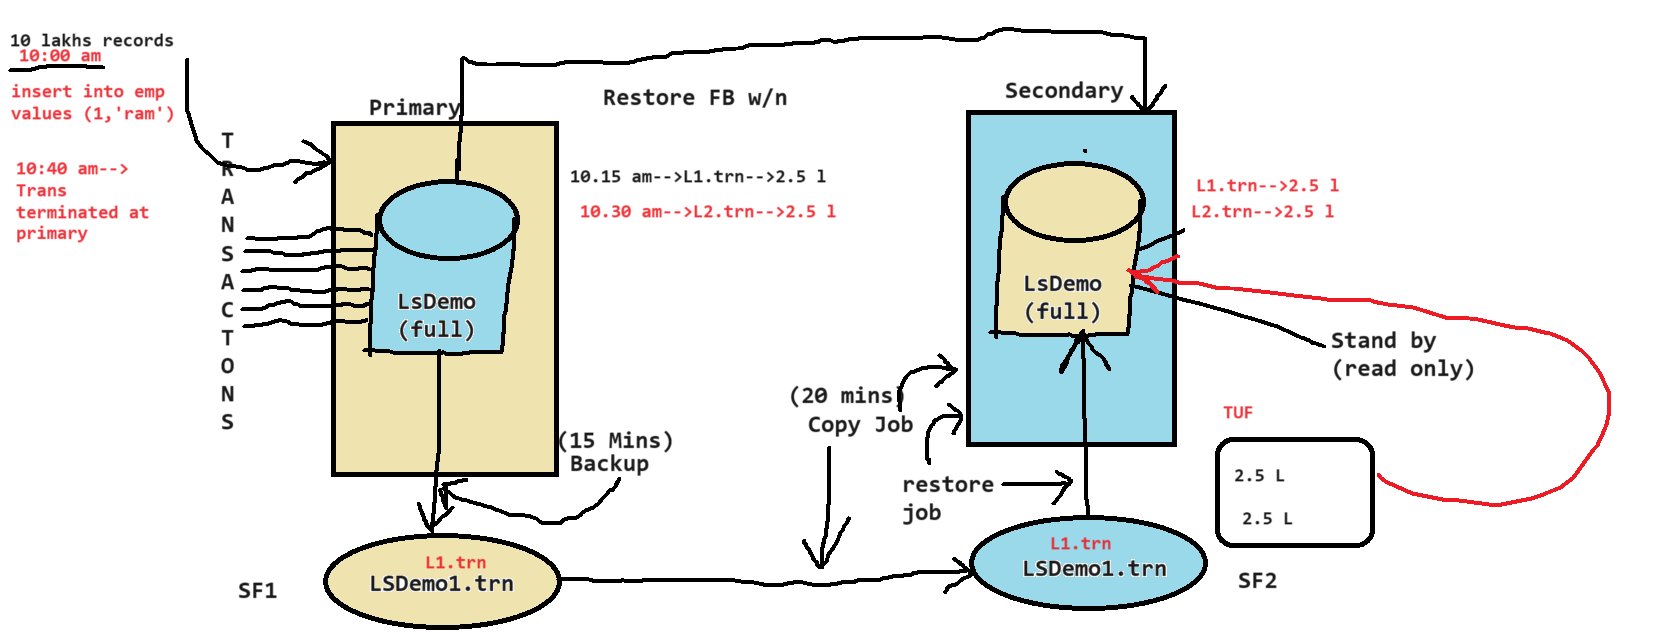 10 lakhs records
10:00 am
insert into emp
values (1,'ram')
10:40 am-->
Trans
terminated at
primary
T
R
A
N
S
A
C
T
O
N
S
Primary
Restore FB w/n
Secondary
10.15 am-->L1.trn-->2.5 l
10.30 am-->L2.trn-->2.5 l
LsDemo
(full)
LsDemo
(full)
L1.trn-->2.5 l
L2.trn-->2.5 l
Stand by
(read only)
(20 mins)
Copy Job
(15 Mins)
Backup
restore
job
TUF
2.5 L
2.5 L
L1.trn
LSDemo1.trn
SF1
L1.trn
LSDemo1.trn
SF2